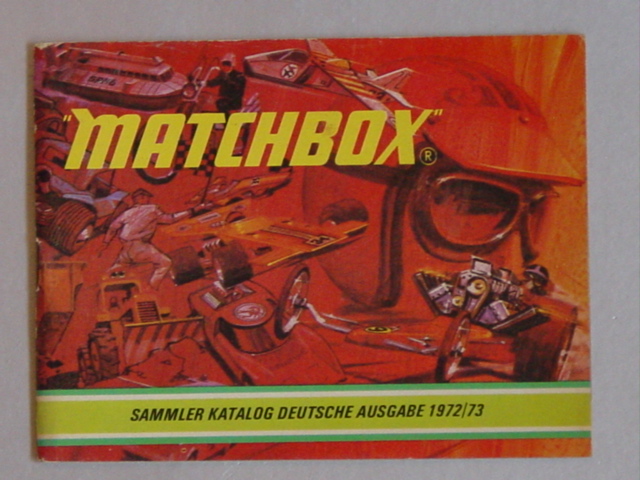 "MATCHBOX"®
SAMMLER KATALOG DEUTSCHE AUSGABE 1972/73